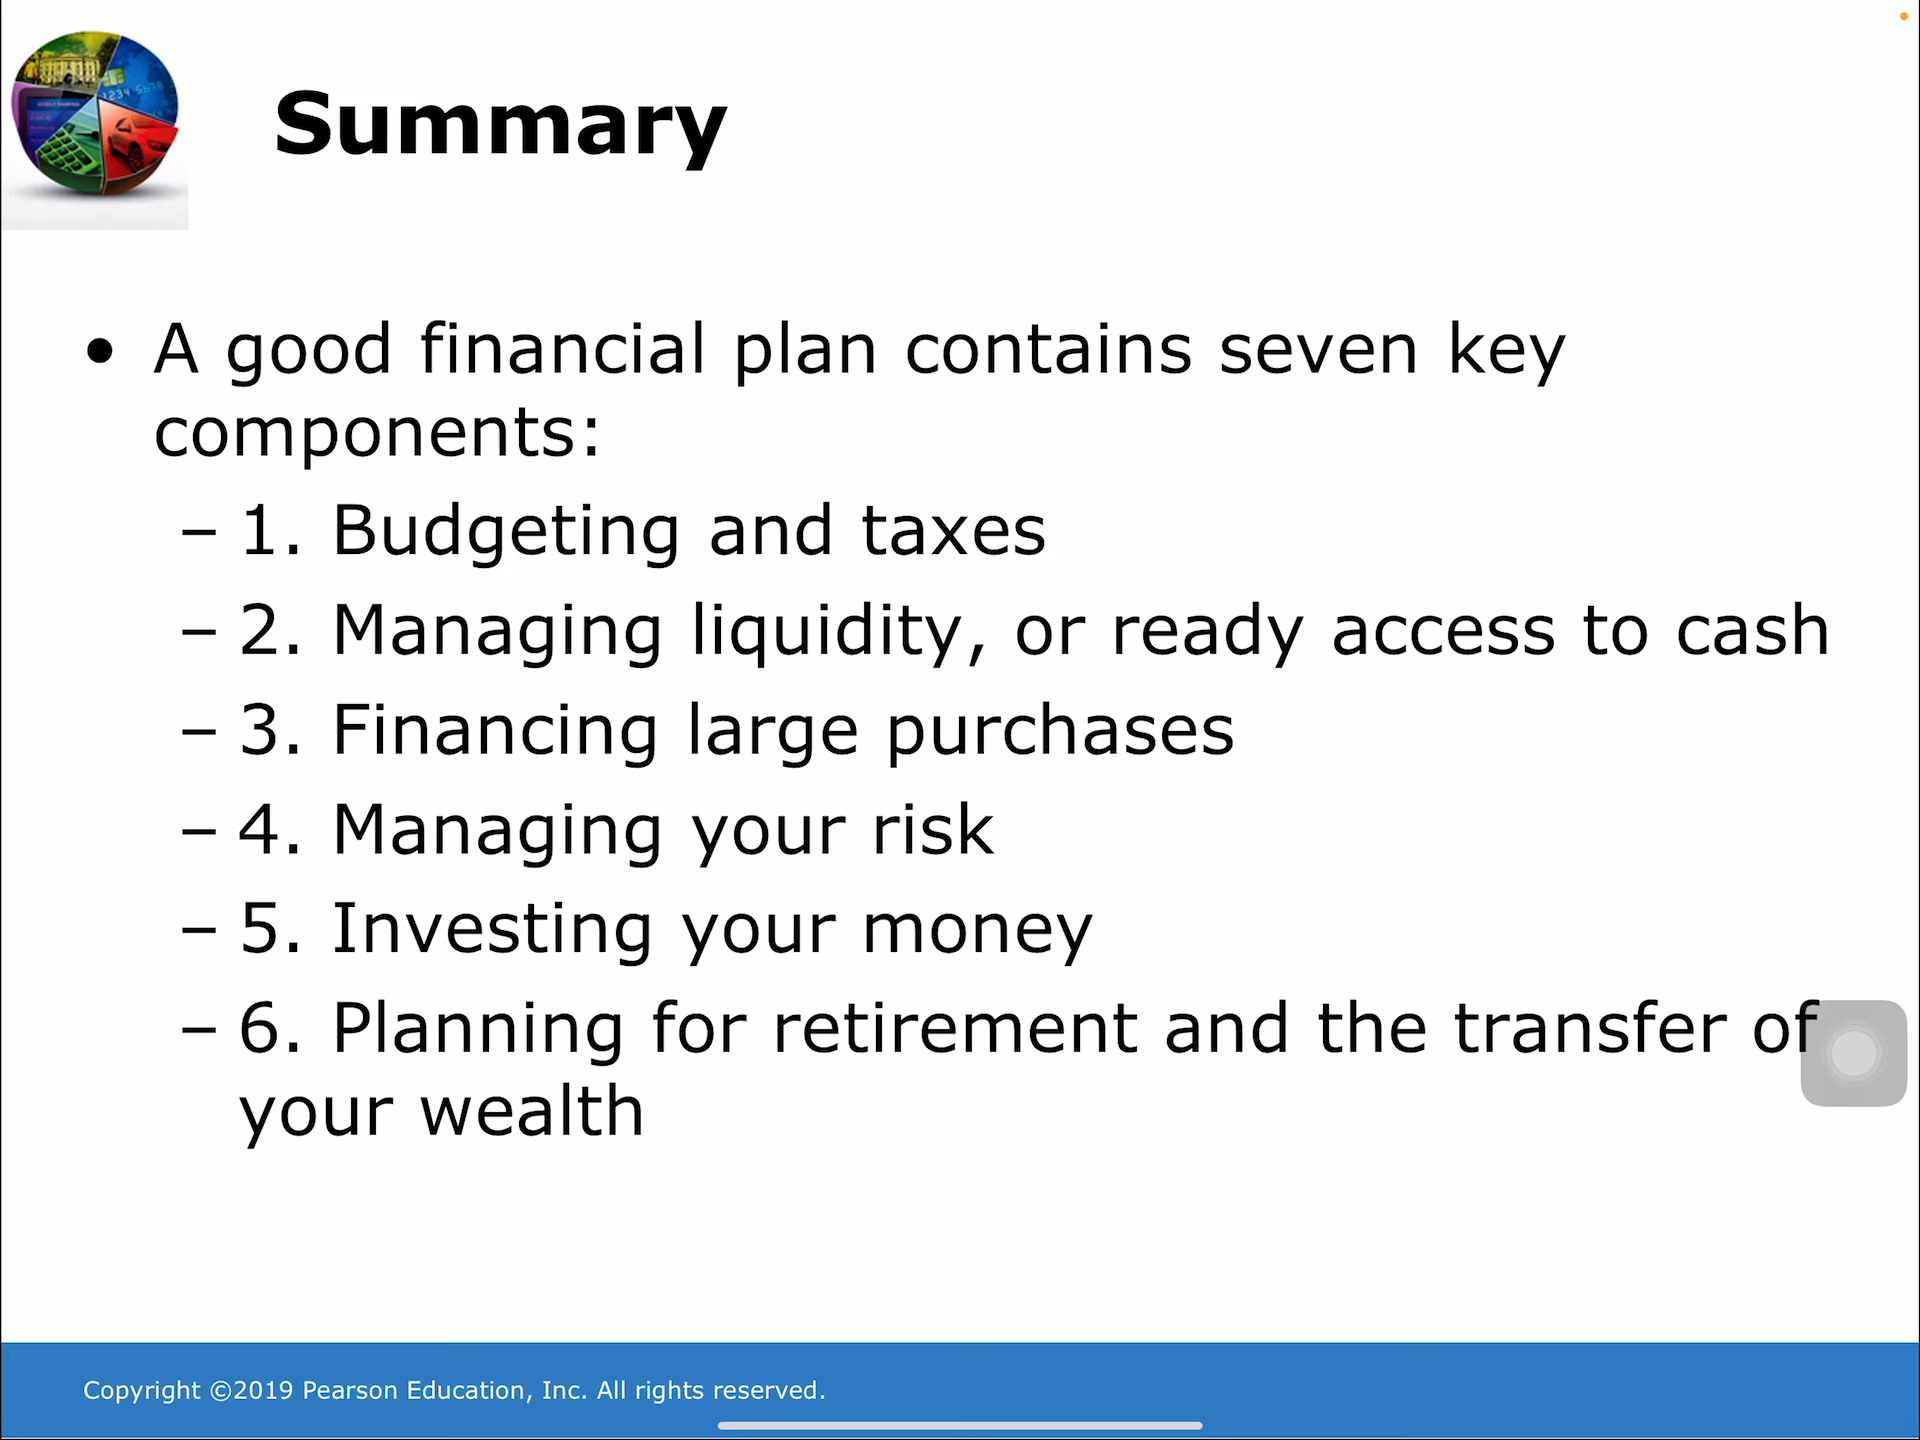 Summary
• A good financial plan contains seven key
components:
– 1. Budgeting and taxes
– 2. Managing liquidity, or ready access to cash
– 3. Financing large purchases
– 4. Managing your risk
– 5. Investing your money
– 6. Planning for retirement and the transfer of
your wealth
Copyright ©2019 Pearson Education, Inc. All rights reserved.